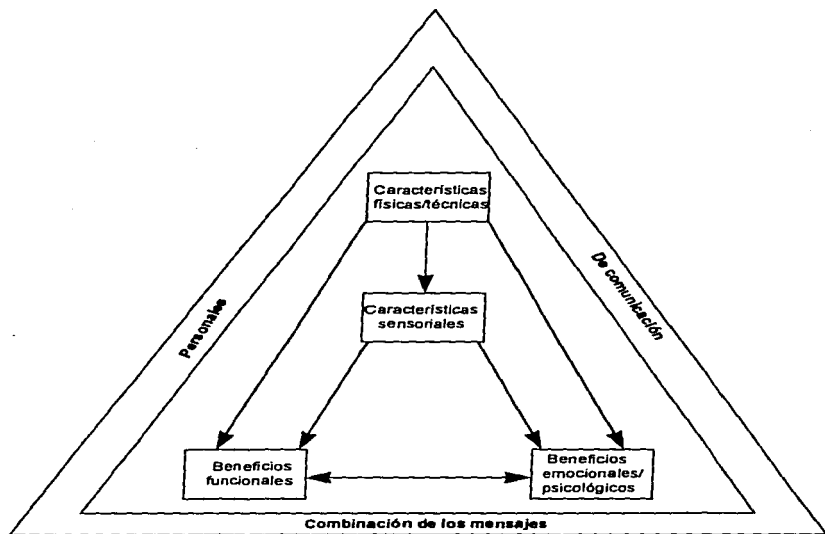 Características
físicas/técnicas
De comunicación
Personales
Características
sensoriales
Beneficios
funcionales
Beneficios
emocionales/
psicológicos
Combinación de los mensajes